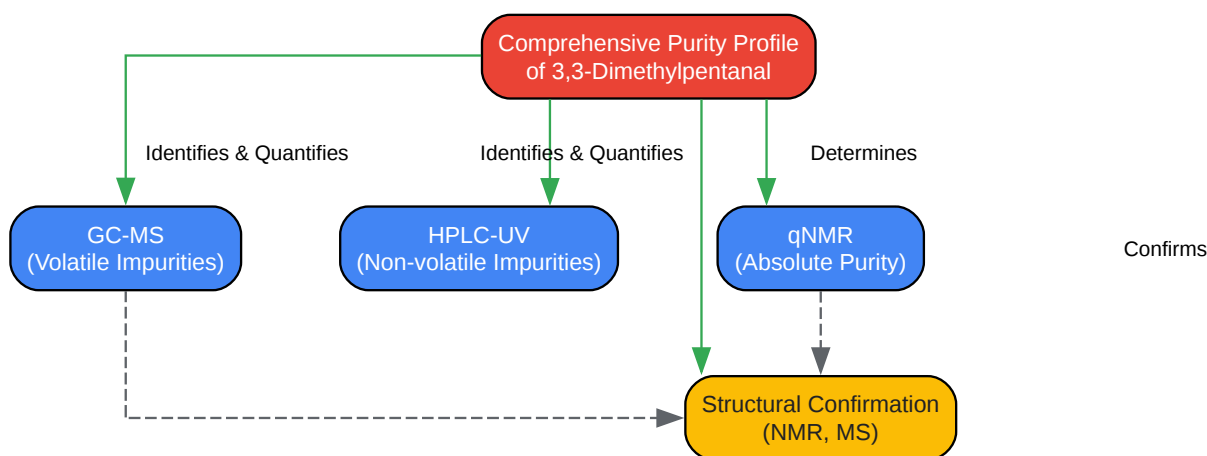 Comprehensive Purity Profile
of 3,3-Dimethylpentanal
Identifies & Quantifies
Identifies & Quantifies
Determines
GC-MS
(Volatile Impurities)
HPLC-UV
(Non-volatile Impurities)
qNMR
(Absolute Purity)
Confirms
Structural Confirmation
(NMR, MS)